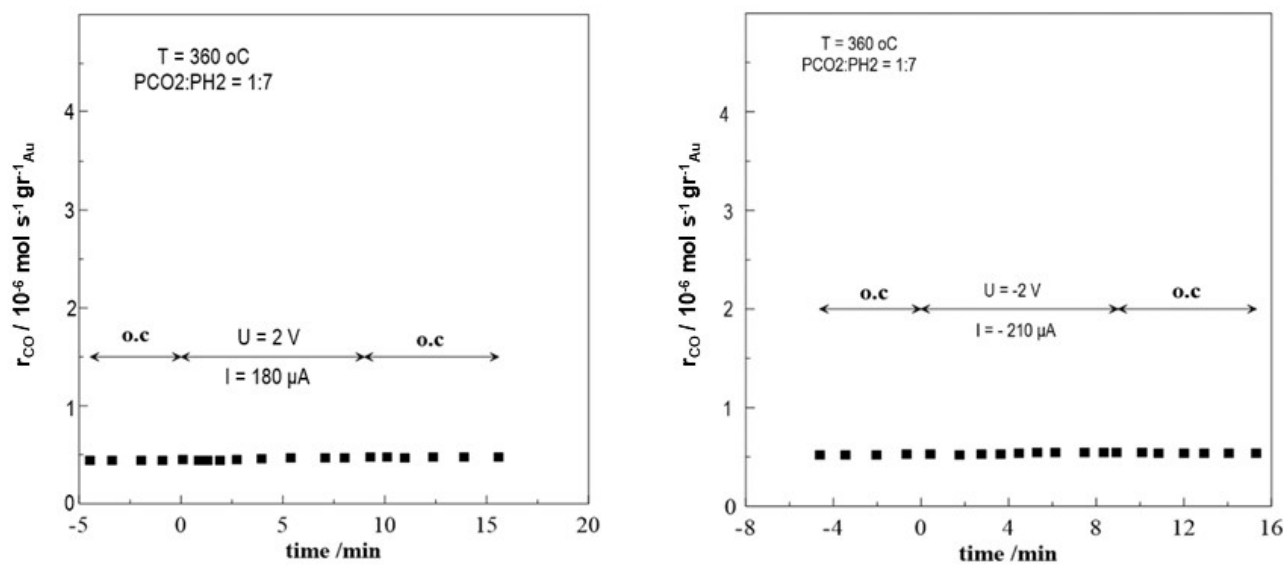 T = 360 oC
PCO2:PH2 = 1:7
rCO / 10-6 mol s-1 gr-1Au
4
3
2
1
0
o.c
U = 2 V
o.c
I = 180 µA
-5
0
5
10
15
20
time /min
T = 360 oC
PCO2:PH2 = 1:7
rCO / 10-6 mol s-1 gr-1Au
4
3
2
1
0
o.c
U = -2 V
o.c
I = - 210 µA
-8
-4
0
4
8
12
16
time /min